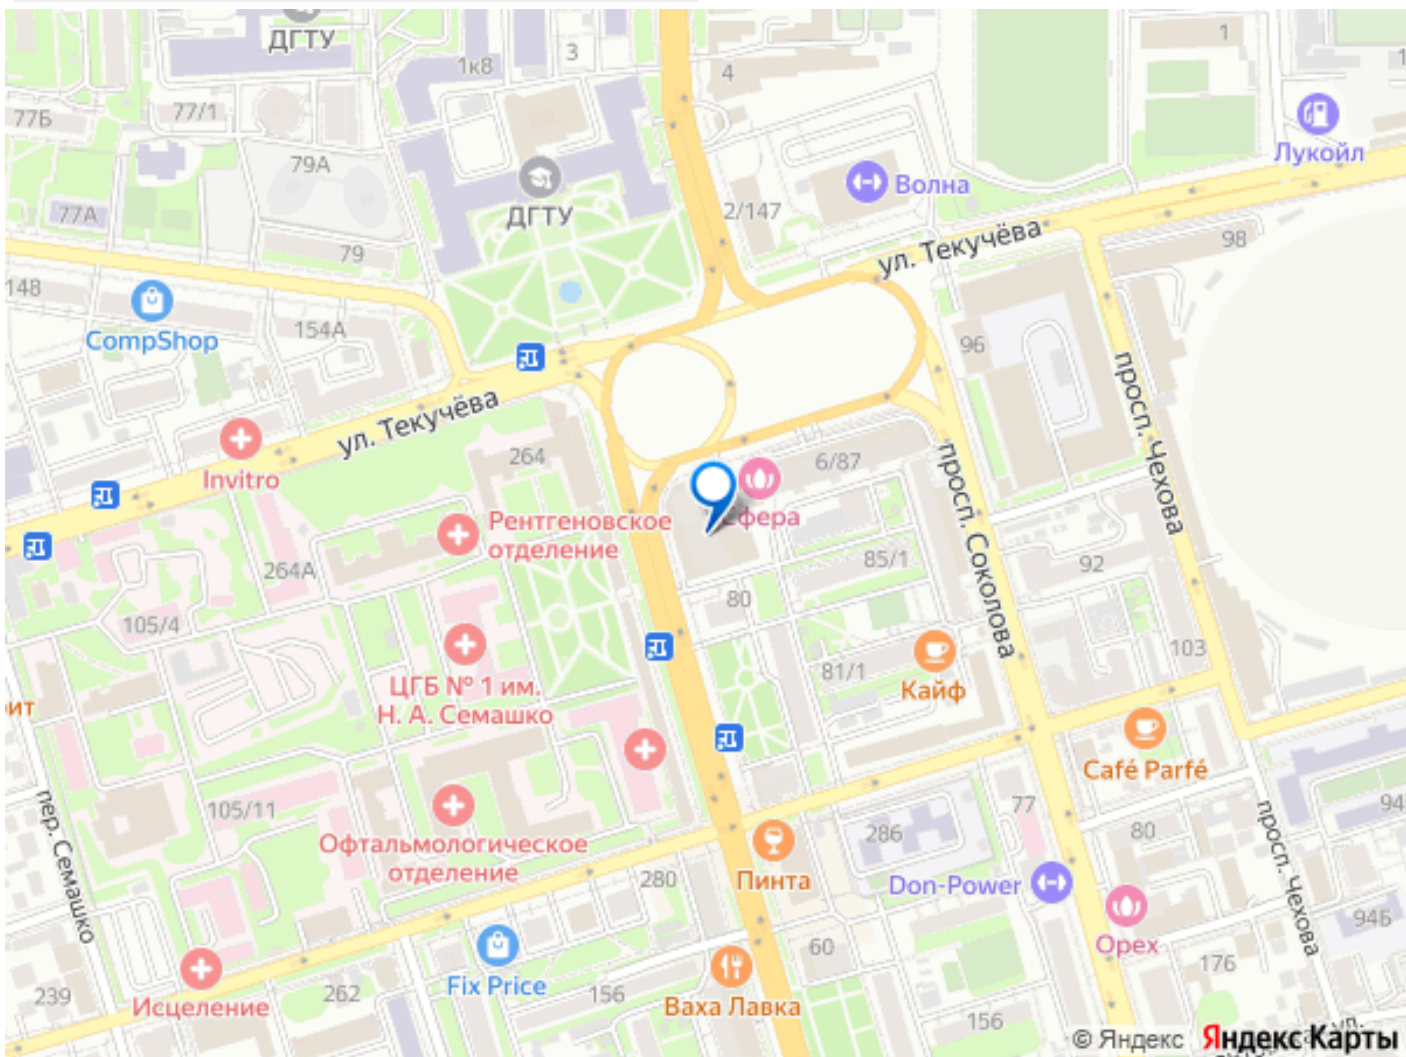 ДГТУ
1к8
3
4
1
77Б
77/1
79А
Лукойл
ДГТУ
Волна
77А
2/147
79
ул. Текучёва
98
148
CompShop
154А
96
просп. Чехова
ул. Текучёва
Invitro
264
6/87
просп. Соколова
Сфера
Рентгеновское
отделение
264А
85/1
92
105/4
80
103
81/1
Кайф
ЦГБ № 1 им.
Н. А. Семашко
Café Parfé
пер. Семашко
105/11
77
80
94
286
просп. Чехова
Офтальмологическое
отделение
280
Пинта
Don-Power
Орех
94Б
60
Fix Price
176
Исцеление
239
262
156
Ваха Лавка
156
© Яндекс Яндекс Карты